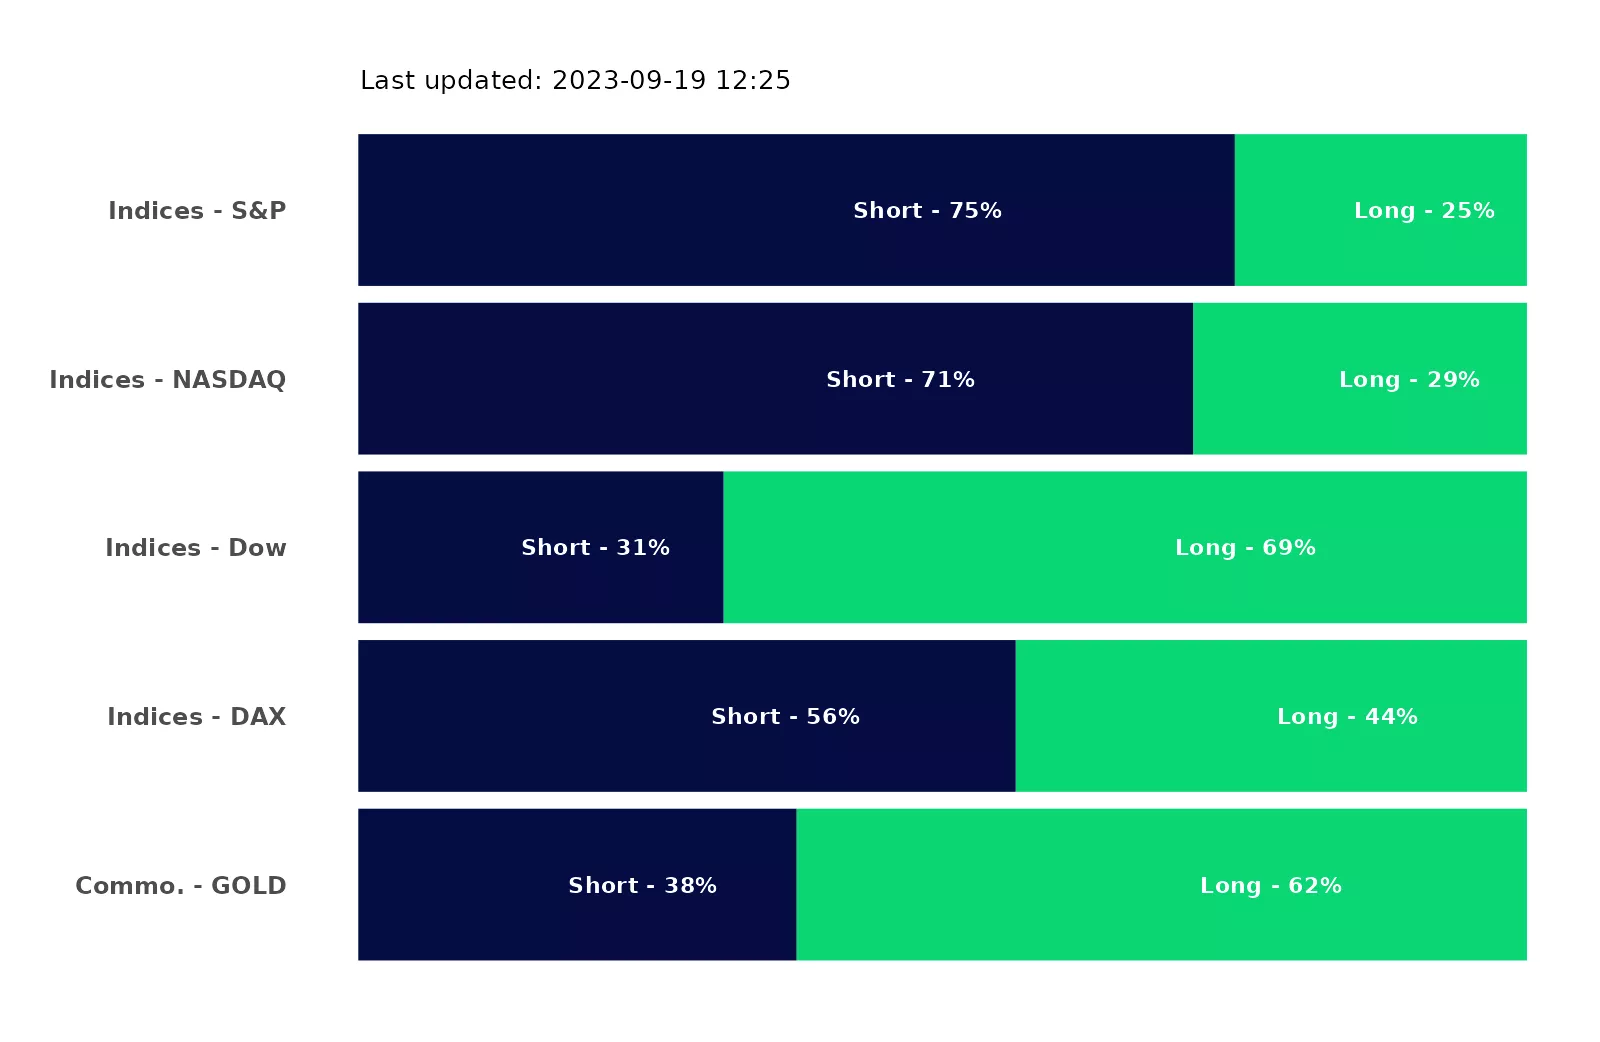 Last updated: 2023-09-19 12:25
Indices - S&P Short - 75% Long - 25%
Indices - NASDAQ Short - 71% Long - 29%
Indices - Dow Short - 31% Long - 69%
Indices - DAX Short - 56% Long - 44%
Commo. - GOLD Short - 38% Long - 62%